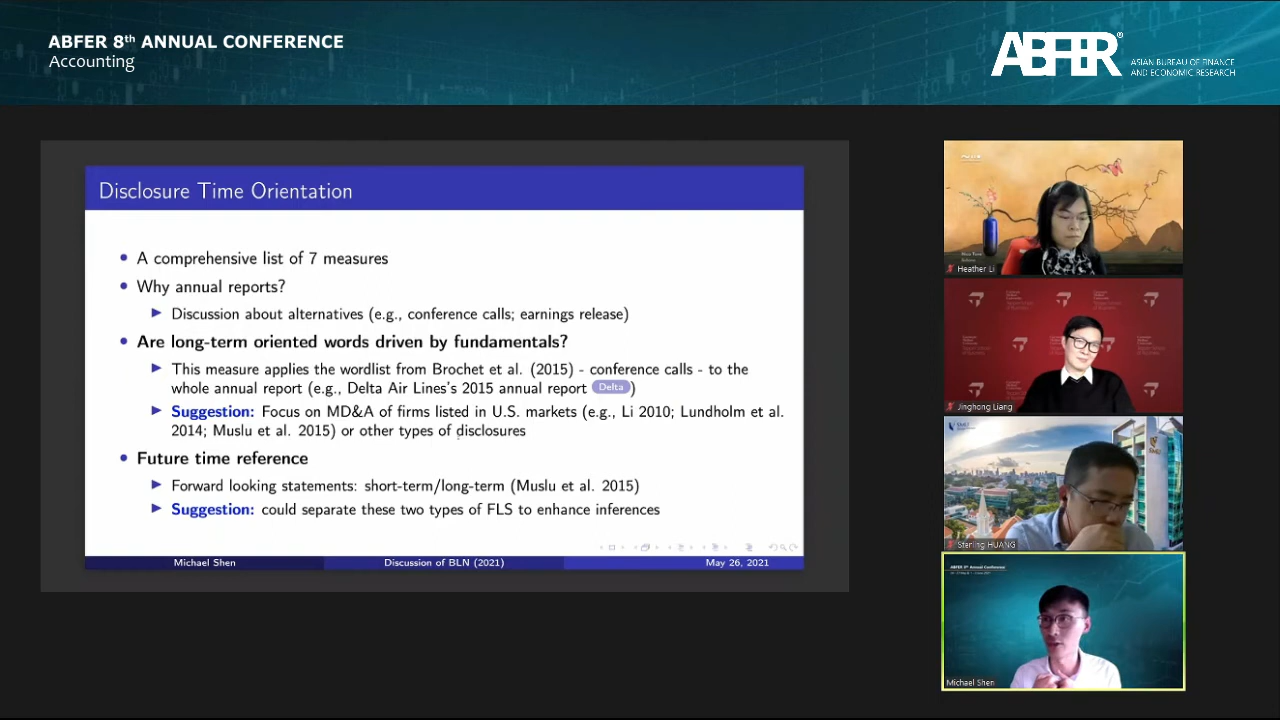 ABFER 8th ANNUAL CONFERENCE
Accounting
ABFER®
ASIAN BUREAU OF FINANCE
AND ECONOMIC RESEARCH
Disclosure Time Orientation
• A comprehensive list of 7 measures
• Why annual reports?
▶ Discussion about alternatives (e.g., conference calls; earnings release)
• Are long-term oriented words driven by fundamentals?
▶ This measure applies the wordlist from Brochet et al. (2015) - conference calls - to the
whole annual report (e.g., Delta Air Lines's 2015 annual report Delta)
▶ Suggestion: Focus on MD&A of firms listed in U.S. markets (e.g., Li 2010; Lundholm et al.
2014; Muslu et al. 2015) or other types of disclosures
• Future time reference
▶ Forward looking statements: short-term/long-term (Muslu et al. 2015)
▶ Suggestion: could separate these two types of FLS to enhance inferences
Michael Shen
Discussion of BLN (2021)
May 26, 2021
Heather Li
Jinghong Liang
SMU
Sterling HUANG
ABFER 8th Annual Conference
Michael Shen